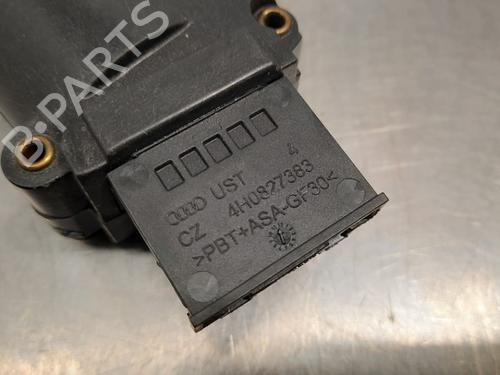 B-PARTS
UST 4
CZ 4H0827383
>PBT+ASA-GF30<